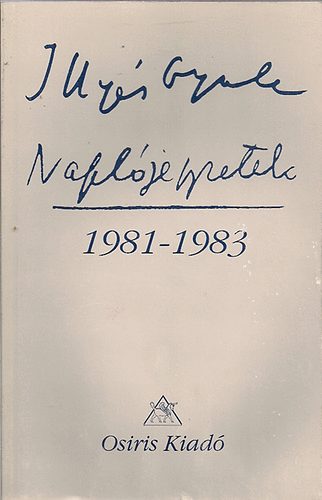 Illyés Gyula
Naplójegyzetek
1981-1983
Osiris Kiadó